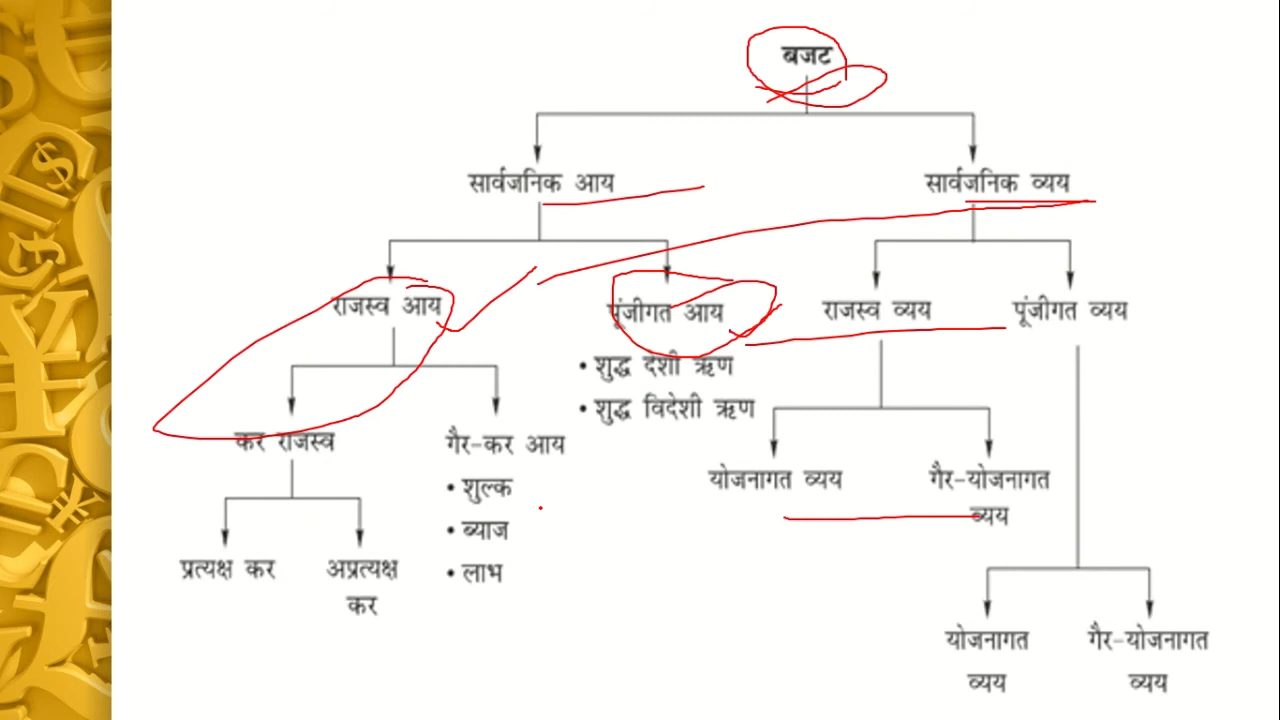 बजट
सार्वजनिक आय
सार्वजनिक व्यय
राजस्व आय
पूंजीगत आय
राजस्व व्यय
पूंजीगत व्यय
• शुद्ध देशी ऋण
• शुद्ध विदेशी ऋण
कर राजस्व
गैर-कर आय
• शुल्क
• ब्याज
• लाभ
योजनागत व्यय
गैर-योजनागत
व्यय
प्रत्यक्ष कर
अप्रत्यक्ष
कर
योजनागत
व्यय
गैर-योजनागत
व्यय